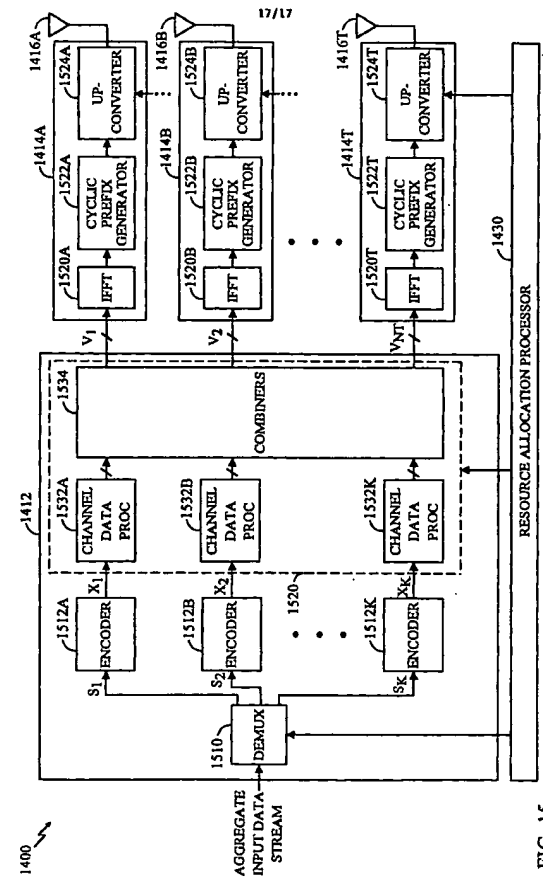 17/17
1400
AGGREGATE
INPUT DATA
STREAM
1412
1510
DEMUX
S1
S2
SK
1512A
ENCODER
1512B
ENCODER
1512K
ENCODER
X1
X2
XK
1520
1532A
CHANNEL
DATA
PROC
1532B
CHANNEL
DATA
PROC
1532K
CHANNEL
DATA
PROC
1534
COMBINERS
V1
V2
VNT
1414A
1520A
IFFT
1522A
CYCLIC
PREFIX
GENERATOR
1524A
UP-
CONVERTER
1416A
1414B
1520B
IFFT
1522B
CYCLIC
PREFIX
GENERATOR
1524B
UP-
CONVERTER
1416B
1414T
1520T
IFFT
1522T
CYCLIC
PREFIX
GENERATOR
1524T
UP-
CONVERTER
1416T
1430
RESOURCE ALLOCATION PROCESSOR
FIG. 15